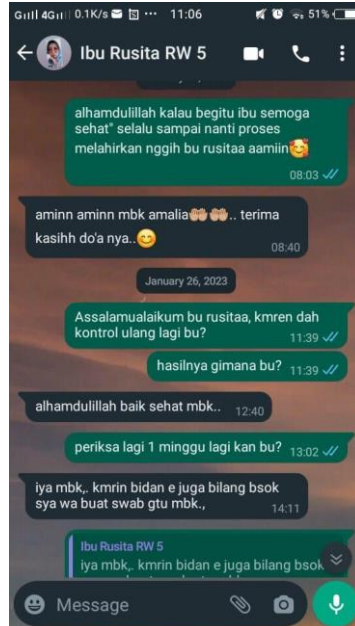 0.1K/s ... 11:06 51%
Ibu Rusita RW 5
alhamdulillah kalau begitu ibu semoga
sehat" selalu sampai nanti proses
melahirkan nggih bu rusitaa aamiin🥰
08:03
aminn aminn mbk amalia🤲🏼🤲🏼.. terima
kasihh do'a nya..😊
08:40
January 26, 2023
Assalamualaikum bu rusitaa, kmren dah
kontrol ulang lagi bu?
11:39
hasilnya gimana bu? 11:39
alhamdulillah baik sehat mbk.. 12:40
periksa lagi 1 minggu lagi kan bu? 13:02
iya mbk,. kmrin bidan e juga bilang bsok
sya wa buat swab gtu mbk.,
14:11
Ibu Rusita RW 5
iya mbk,. kmrin bidan e juga bilang bsok
Message